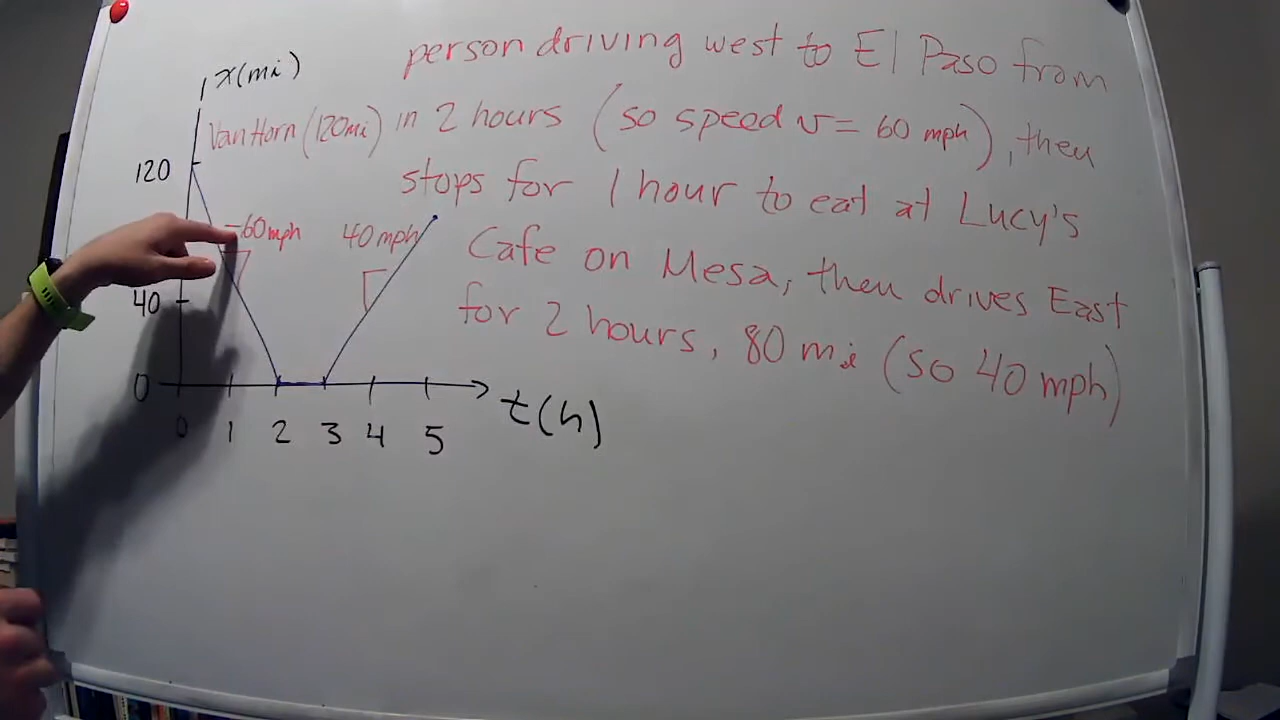 x(mi)
person driving west to El Paso from
Van Horn (120mi) in 2 hours (so speed v = 60 mph), then
120
stops for 1 hour to eat at Lucy's
-60mph 40mph
Cafe on Mesa, then drives East
40
for 2 hours, 80 mi (so 40 mph)
0
t(h)
0 1 2 3 4 5